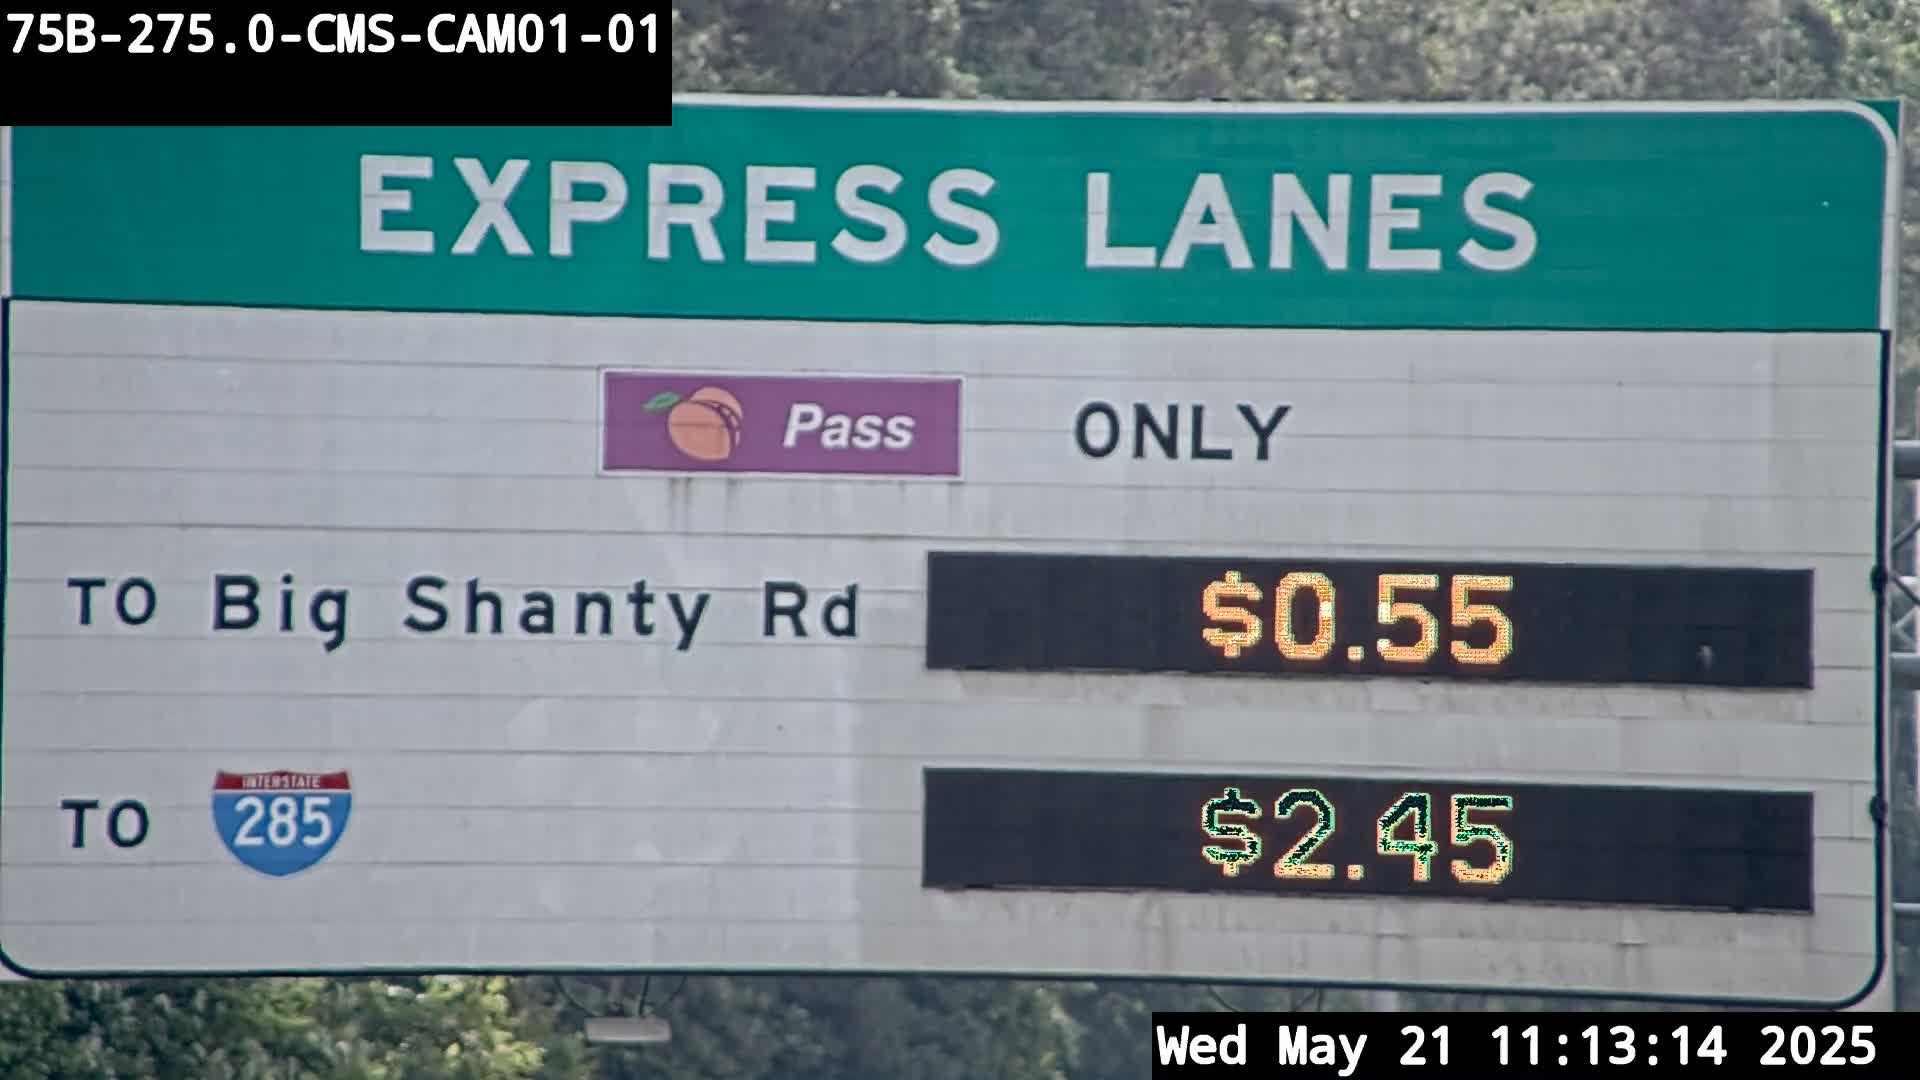 75B-275.0-CMS-CAM01-01
EXPRESS LANES
Pass ONLY
TO Big Shanty Rd $0.55
TO INTERSTATE 285 $2.45
Wed May 21 11:13:14 2025